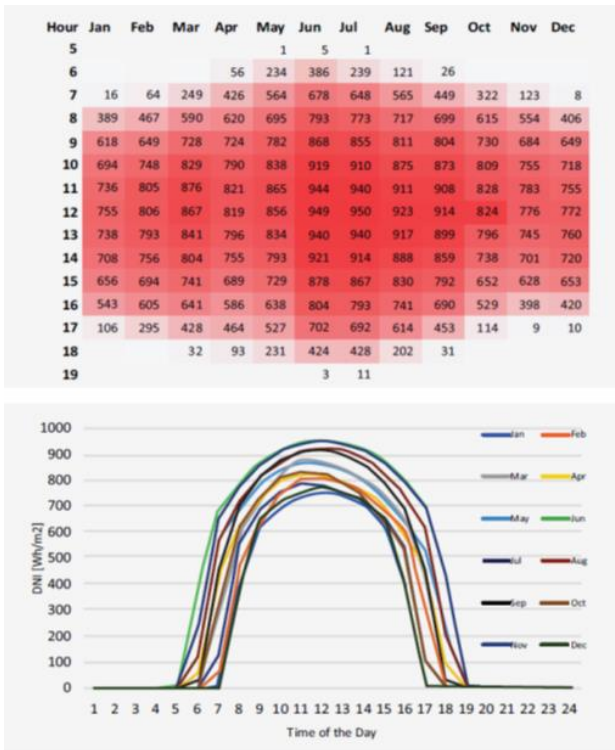 Hour Jan Feb Mar Apr May Jun Jul Aug Sep Oct Nov Dec
5 1 5 1
6 56 234 386 239 121 26
7 16 64 249 426 564 678 648 565 449 322 123 8
8 389 467 590 620 695 793 773 717 699 615 554 406
9 618 649 728 724 782 868 855 811 804 730 684 649
10 694 748 829 790 838 919 910 875 873 809 755 718
11 736 805 876 821 865 944 940 911 908 828 783 755
12 755 806 867 819 856 949 950 923 914 824 776 772
13 738 793 841 796 834 940 940 917 899 796 745 760
14 708 756 804 755 793 921 914 888 859 738 701 720
15 656 694 741 689 729 878 867 830 792 652 628 653
16 543 605 641 586 638 804 793 741 690 529 398 420
17 106 295 428 464 527 702 692 614 453 114 9 10
18 32 93 231 424 428 202 31
19 3 11
1000
900
800
700
600
500
400
300
200
100
0
DNI [Wh/m2]
Jan Feb
Mar Apr
May Jun
Jul Aug
Sep Oct
Nov Dec
1 2 3 4 5 6 7 8 9 10 11 12 13 14 15 16 17 18 19 20 21 22 23 24
Time of the Day